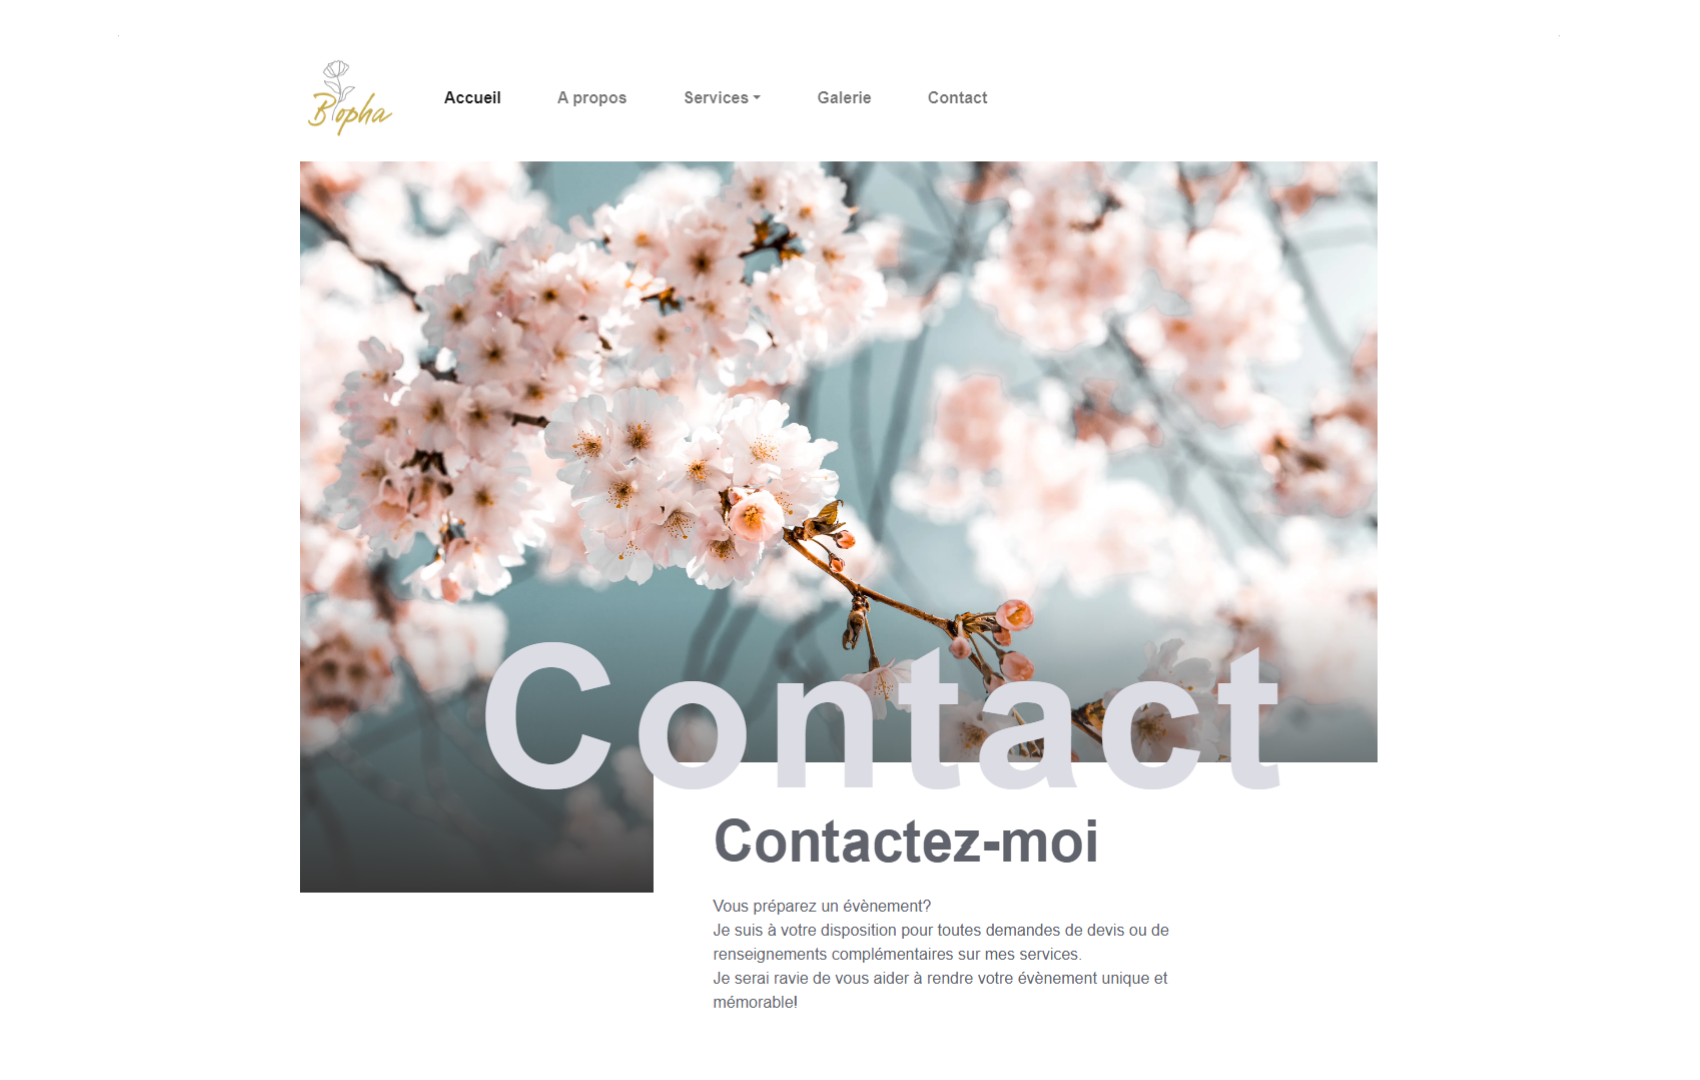 Bopha
Accueil
A propos
Services
Galerie
Contact
Contact
Contactez-moi
Vous préparez un évènement?
Je suis à votre disposition pour toutes demandes de devis ou de
renseignements complémentaires sur mes services.
Je serai ravie de vous aider à rendre votre évènement unique et
mémorable!